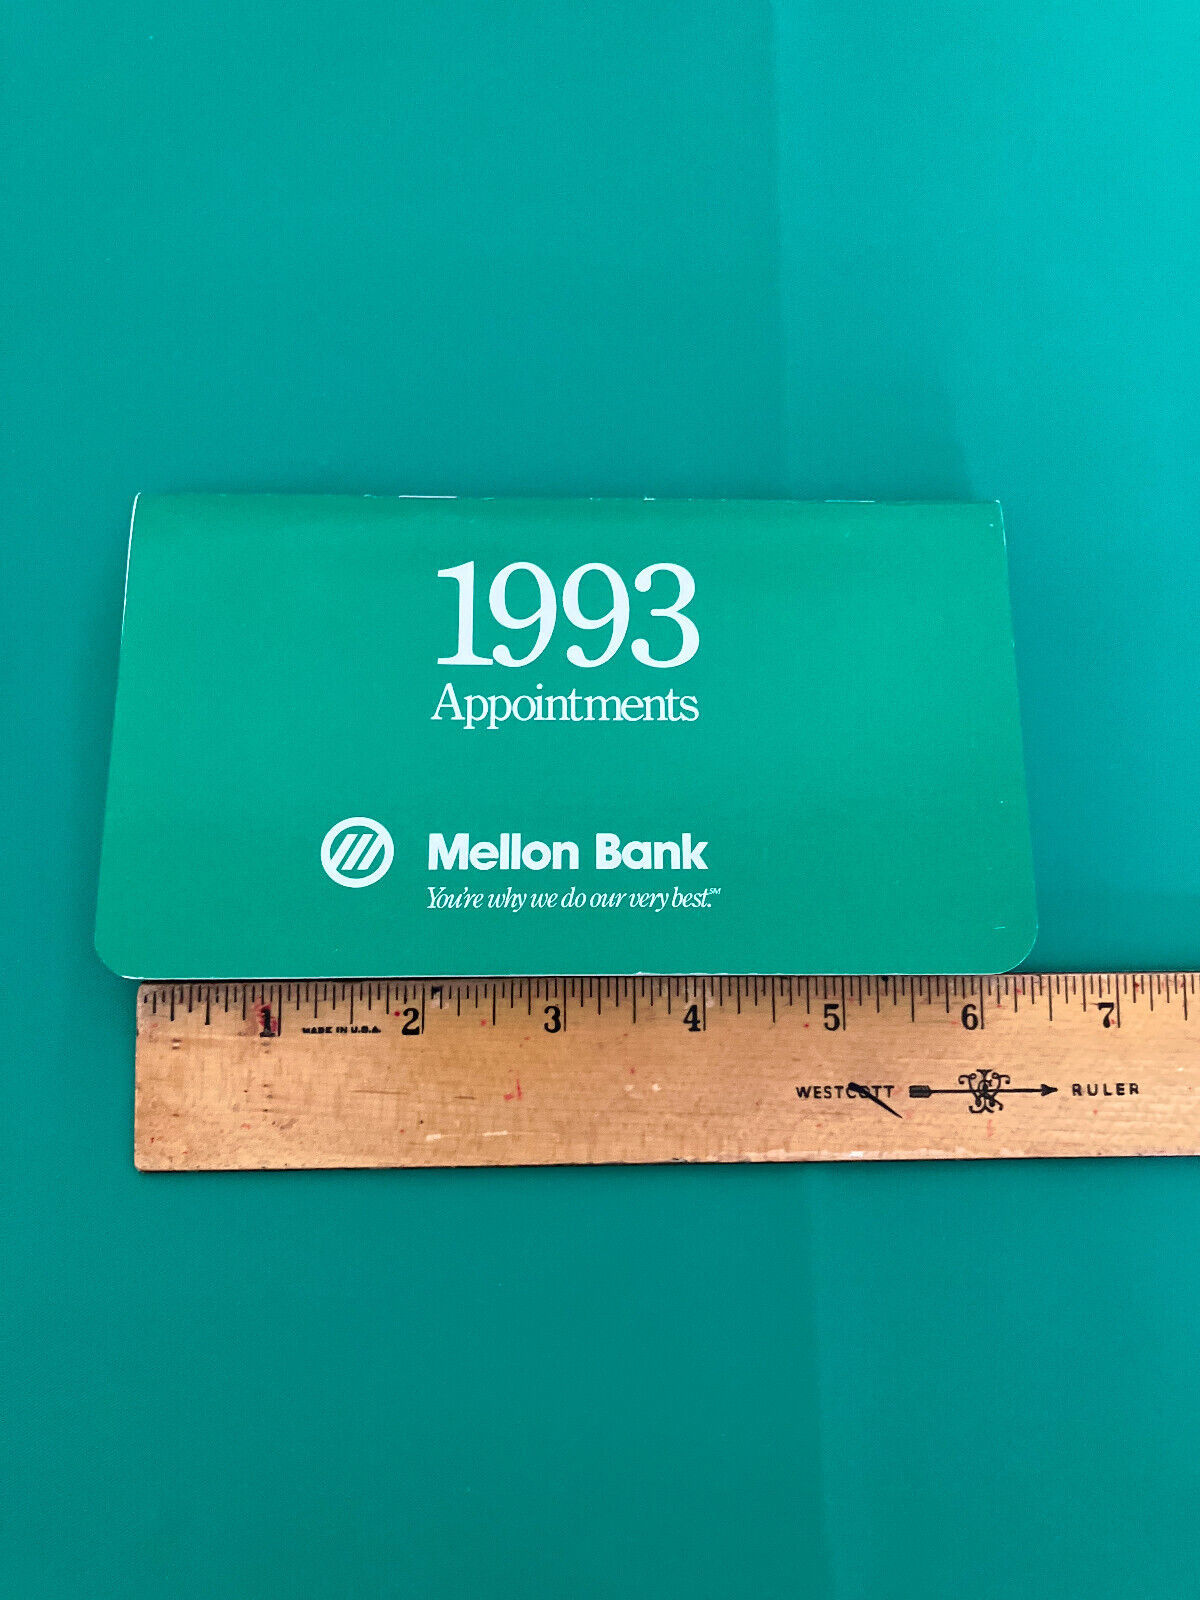 1993
Appointments
Mellon Bank
You're why we do our very best.℠
1 2 3 4 5 6 7
MADE IN U.S.A.
WESTCOTT RULER